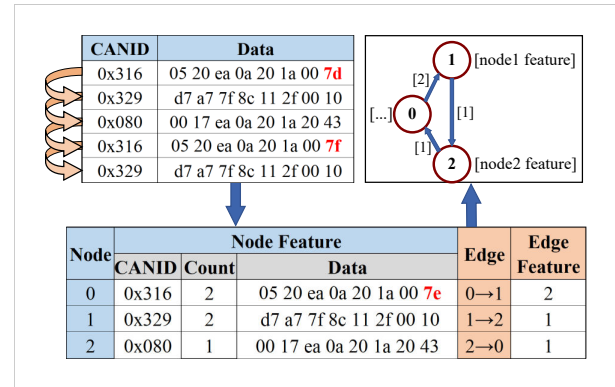 CANID Data
0x316 05 20 ea 0a 20 1a 00 7d
0x329 d7 a7 7f 8c 11 2f 00 10
0x080 00 17 ea 0a 20 1a 20 43
0x316 05 20 ea 0a 20 1a 00 7f
0x329 d7 a7 7f 8c 11 2f 00 10
1 [node1 feature]
[2]
[...] 0 [1]
[1]
2 [node2 feature]
Node Node Feature Edge Edge Feature
CANID Count Data
0 0x316 2 05 20 ea 0a 20 1a 00 7e 0→1 2
1 0x329 2 d7 a7 7f 8c 11 2f 00 10 1→2 1
2 0x080 1 00 17 ea 0a 20 1a 20 43 2→0 1